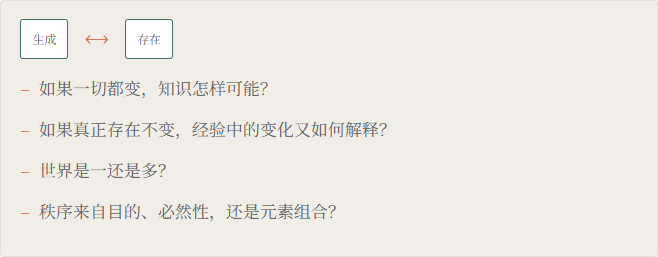 生成 ↔ 存在
– 如果一切都变，知识怎样可能？
– 如果真正存在不变，经验中的变化又如何解释？
– 世界是一还是多？
– 秩序来自目的、必然性，还是元素组合？